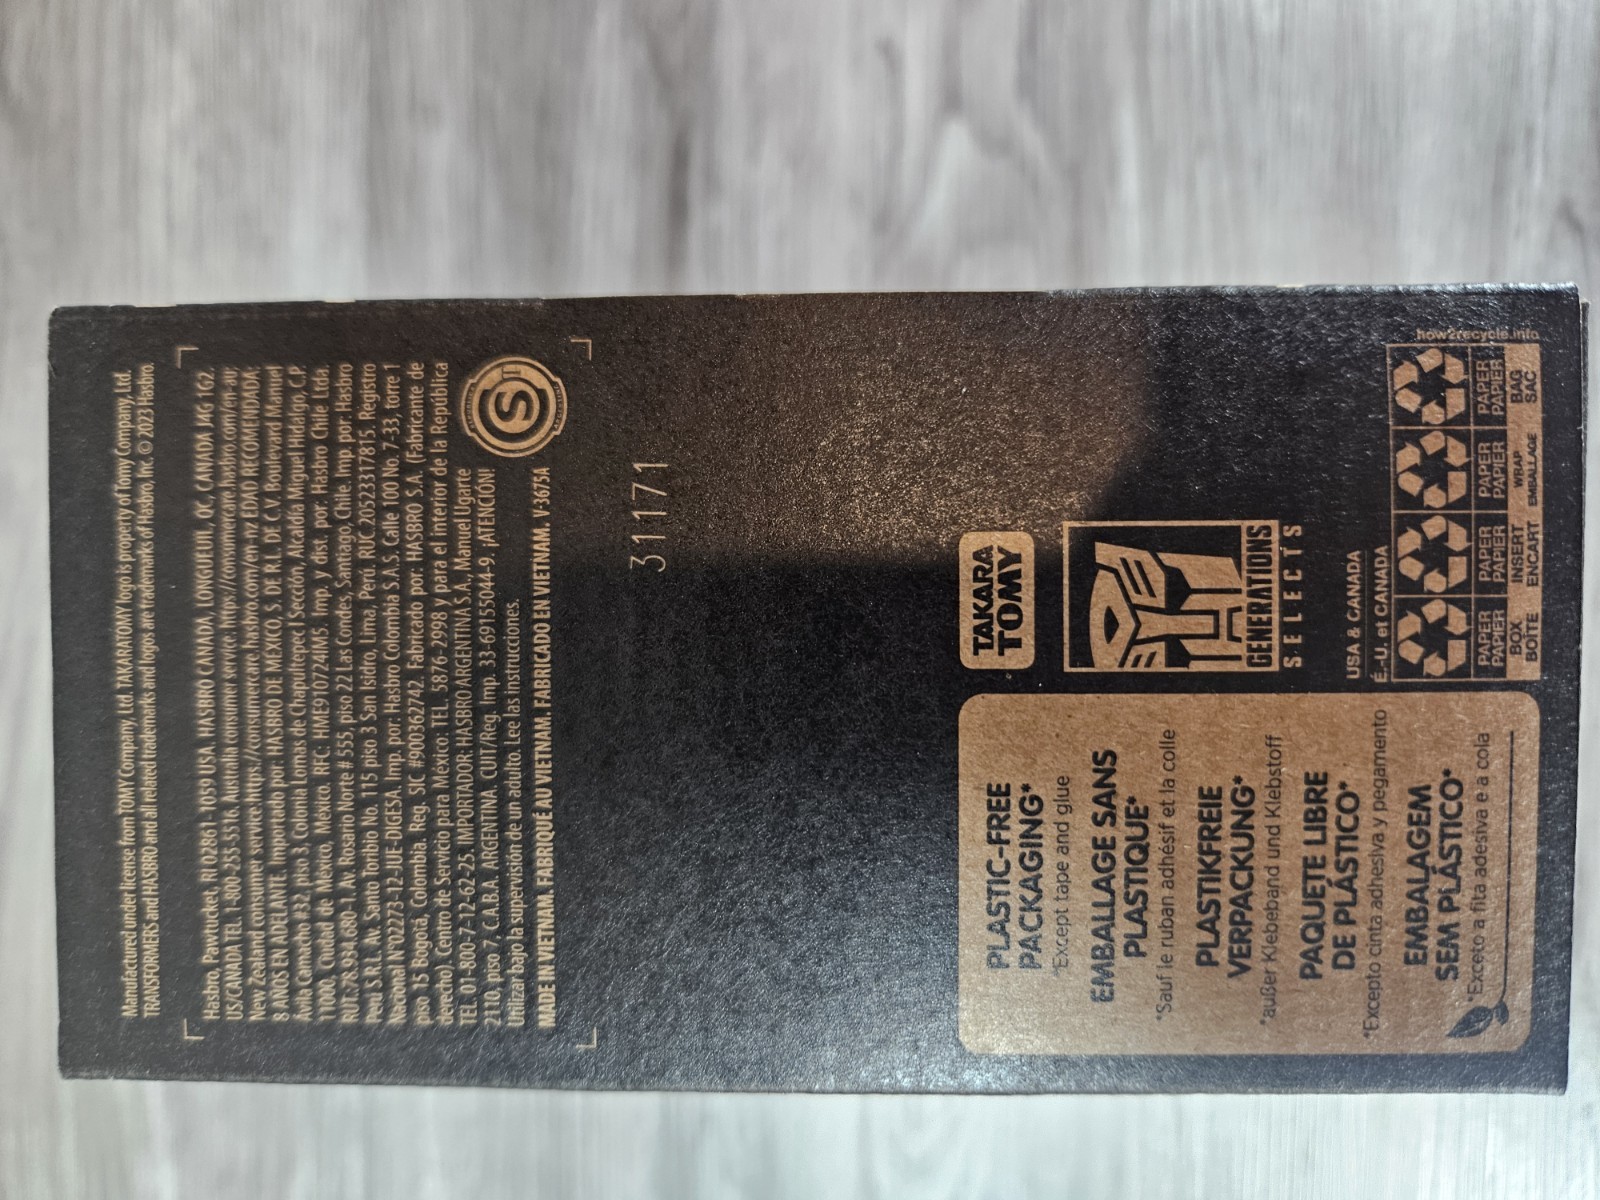 Manufactured under license from TOMY Company, Ltd. TAKARATOMY logo is property of Tomy Company, Ltd.
TRANSFORMERS and HASBRO and all related trademarks and logos are trademarks of Hasbro, Inc. © 2023 Hasbro.
Hasbro, Pawtucket, RI 02861-1059 USA. HASBRO CANADA, LONGUEUIL, QC, CANADA J4G 1G2.
US/CANADA TEL. 1-800-255-5516. Australia consumer service: https://consumercare.hasbro.com/en-au;
New Zealand consumer service: https://consumercare.hasbro.com/en-nz EDAD RECOMENDADA:
8 AÑOS EN ADELANTE. Importado por: HASBRO DE MEXICO, S. DE R.L. DE C.V. Boulevard Manuel
Ávila Camacho #32 piso 3, Colonia Lomas de Chapultepec I Sección, Alcaldía Miguel Hidalgo, C.P.
11000, Ciudad de México, México. RFC: HME910724IM5. Imp. y dist. por: Hasbro Chile Ltda.
RUT: 78.994.680-1. Av. Rosario Norte # 555, piso 22 Las Condes, Santiago, Chile. Imp. por: Hasbro
Perú S.R.L. Av. Santo Toribio No. 115 piso 3 San Isidro, Lima, Perú. RUC 20523317815. Registro
Nacional Nº02273-12-JUE-DIGESA. Imp. por: Hasbro Colombia S.A.S. Calle 100 No. 7-33, torre 1
piso 15 Bogotá, Colombia. Reg. SIC #900362742. Fabricado por: HASBRO S.A. (Fabricante de
derecho). Centro de Servicio para México: TEL. 5876-2998 y para el interior de la República
TEL. 01-800-7-12-62-25. IMPORTADOR: HASBRO ARGENTINA S.A., Manuel Ugarte
2110, piso 7, C.A.B.A. ARGENTINA. CUIT/Reg. Imp. 33-69155044-9. ¡ATENCIÓN!
Utilizar bajo la supervisión de un adulto. Lee las instrucciones.
MADE IN VIETNAM. FABRIQUÉ AU VIETNAM. FABRICADO EN VIETNAM. V-3675A
S
31171
TAKARA
TOMY
GENERATIONS
SELECTS
PLASTIC-FREE
PACKAGING*
*Except tape and glue
EMBALLAGE SANS
PLASTIQUE*
*Sauf le ruban adhésif et la colle
PLASTIKFREIE
VERPACKUNG*
*außer Klebeband und Klebstoff
PAQUETE LIBRE
DE PLÁSTICO*
*Excepto cinta adhesiva y pegamento
EMBALAGEM
SEM PLÁSTICO*
*Exceto a fita adesiva e a cola
USA & CANADA
É.-U. et CANADA
PAPER PAPER PAPER PAPER
PAPIER PAPIER PAPIER PAPIER
BOX INSERT WRAP BAG
BOÎTE ENCART EMBALLAGE SAC
how2recycle.info